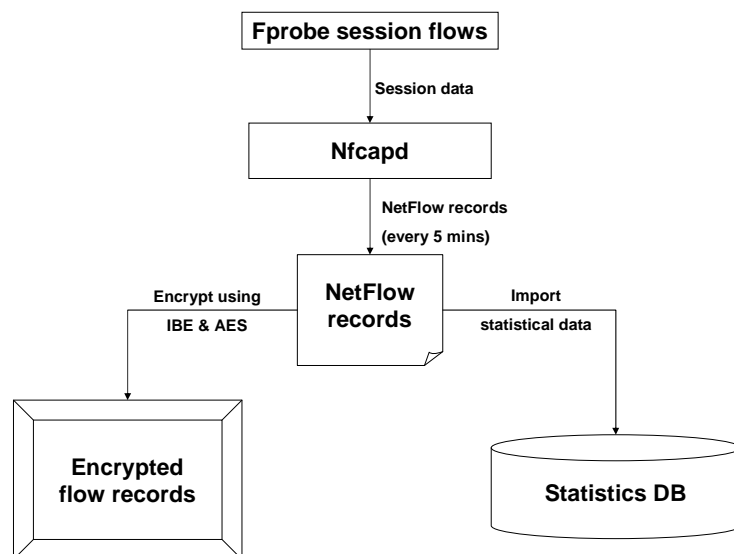 Fprobe session flows
Session data
Nfcapd
NetFlow records
(every 5 mins)
NetFlow
records
Encrypt using
IBE & AES
Import
statistical data
Encrypted
flow records
Statistics DB